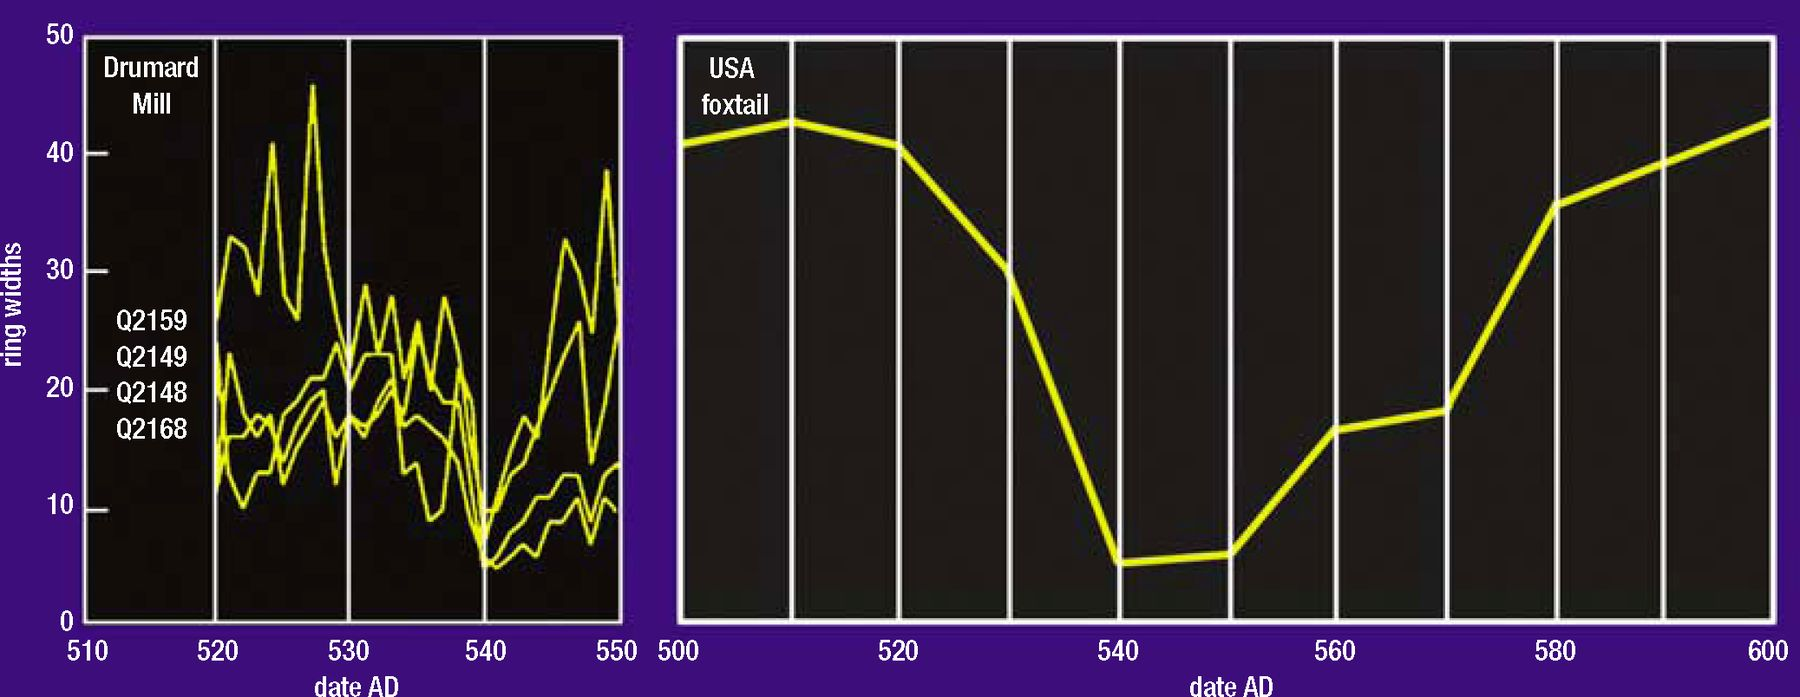 50
40
30
20
10
0
ring widths
Drumard
Mill
Q2159
Q2149
Q2148
Q2168
510 520 530 540 550
date AD
USA
foxtail
500 520 540 560 580 600
date AD